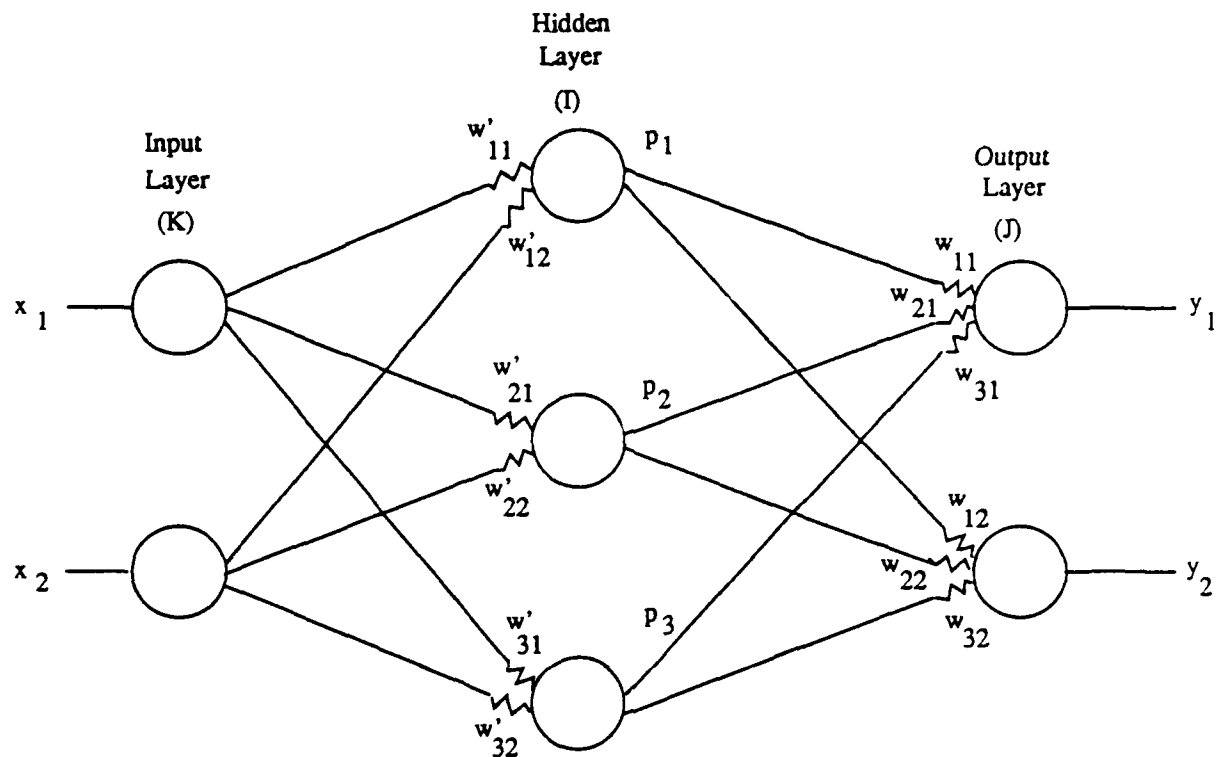 Hidden
Layer
(I)
Input
Layer
(K)
Output
Layer
(J)
w'11
w'12
p1
w11
w21
w31
x1
y1
w'21
w'22
p2
w12
w22
w32
x2
y2
w'31
w'32
p3